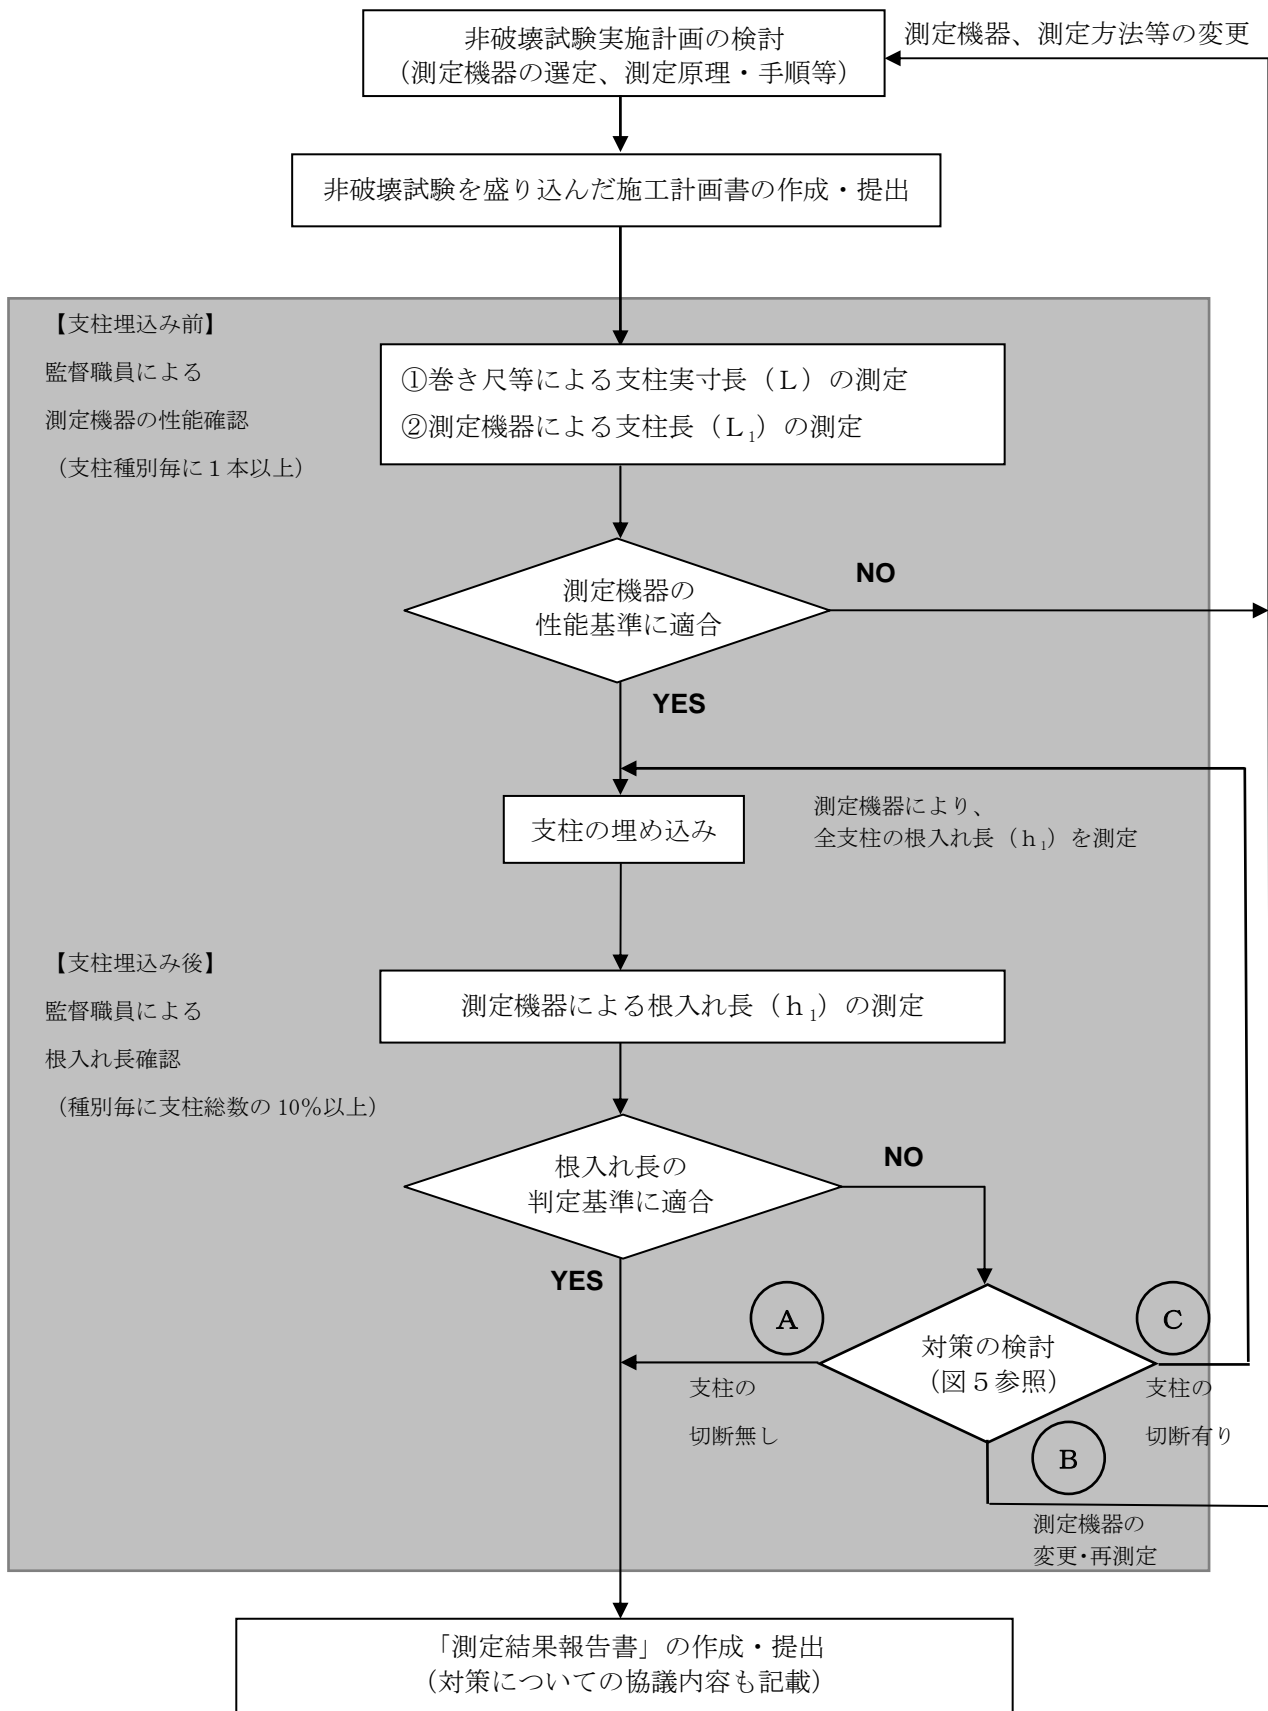 非破壊試験実施計画の検討
（測定機器の選定、測定原理・手順等）
測定機器、測定方法等の変更
非破壊試験を盛り込んだ施工計画書の作成・提出
【支柱埋込み前】
監督職員による
測定機器の性能確認
（支柱種別毎に１本以上）
①巻き尺等による支柱実寸長（Ｌ）の測定
②測定機器による支柱長（Ｌ₁）の測定
測定機器の
性能基準に適合
NO
YES
支柱の埋め込み
測定機器により、
全支柱の根入れ長（ｈ₁）を測定
【支柱埋込み後】
監督職員による
根入れ長確認
（種別毎に支柱総数の 10％以上）
測定機器による根入れ長（ｈ₁）の測定
根入れ長の
判定基準に適合
NO
YES
A
対策の検討
（図５参照）
C
支柱の
切断無し
支柱の
切断有り
B
測定機器の
変更・再測定
「測定結果報告書」の作成・提出
（対策についての協議内容も記載）